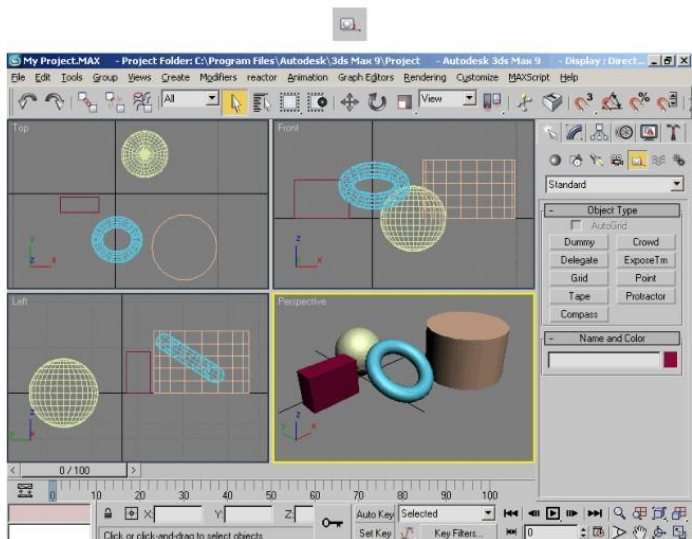 My Project.MAX - Project Folder: C:\Program Files\Autodesk\3ds Max 9\Project - Autodesk 3ds Max 9 - Display : Direct...
File Edit Tools Group Views Create Modifiers reactor Animation Graph Editors Rendering Customize MAXScript Help
All
View
Top
Front
Standard
- Object Type
AutoGrid
Dummy Crowd
Delegate ExposeTm
Grid Point
Tape Protractor
Compass
- Name and Color
Left
Perspective
< 0 / 100 >
0 10 20 30 40 50 60 70 80 90 100
X: Y: Z: Auto Key Selected
Click or click-and-drag to select objects Set Key Key Filters... 0